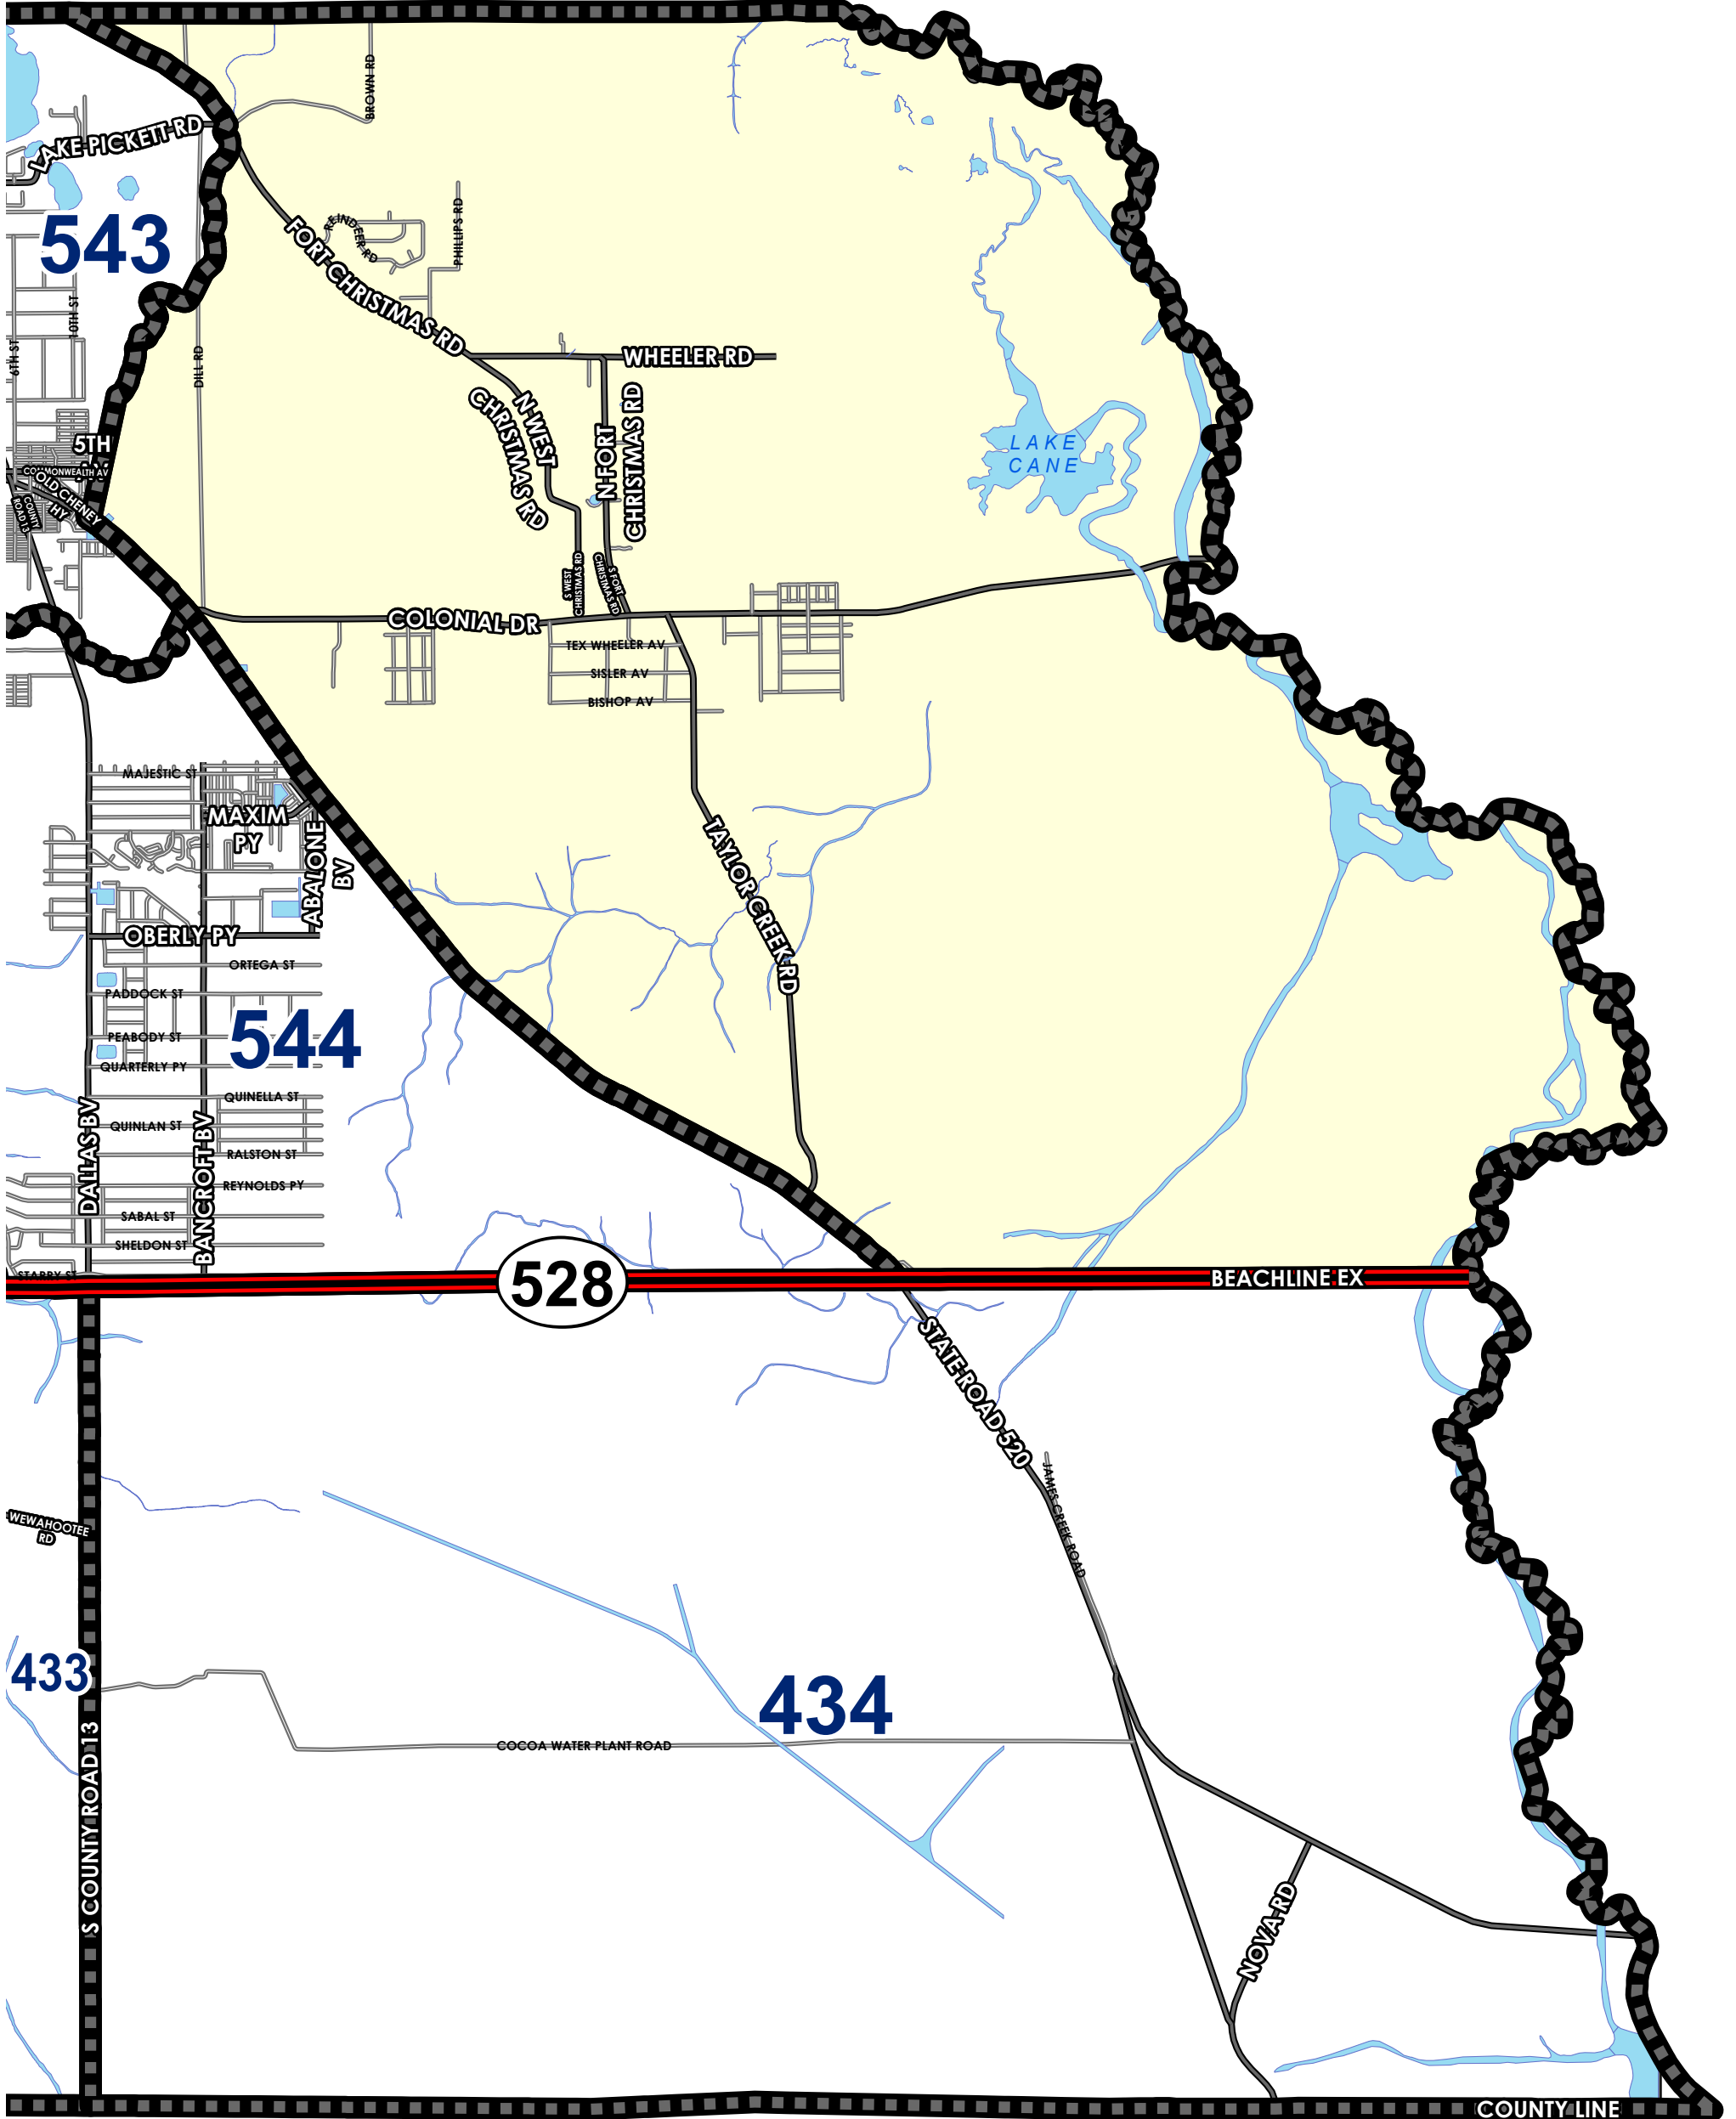 BROWN RD
LAKE PICKETT RD
543
REINDEER RD
PHILLIPS RD
FORT CHRISTMAS RD
10TH ST
6TH ST
DILL RD
WHEELER RD
N WEST
CHRISTMAS RD
N FORT
CHRISTMAS RD
5TH
AV
COMMONWEALTH AV
OLD CHENEY
HY
COUNTY
ROAD 13
LAKE
CANE
S WEST
CHRISTMAS RD
S FORT
CHRISTMAS RD
COLONIAL DR
TEX WHEELER AV
SISLER AV
BISHOP AV
MAJESTIC ST
MAXIM
PY
ABALONE
BV
TAYLOR CREEK RD
OBERLY PY
ORTEGA ST
PADDOCK ST
544
PEABODY ST
QUARTERLY PY
QUINELLA ST
DALLAS BV
QUINLAN ST
BANCROFT BV
RALSTON ST
REYNOLDS PY
SABAL ST
SHELDON ST
STARRY ST
528
BEACHLINE EX
STATE ROAD 520
JAMES CREEK ROAD
WEWAHOOTEE
RD
433
434
COCOA WATER PLANT ROAD
S COUNTY ROAD 13
NOVA RD
COUNTY LINE